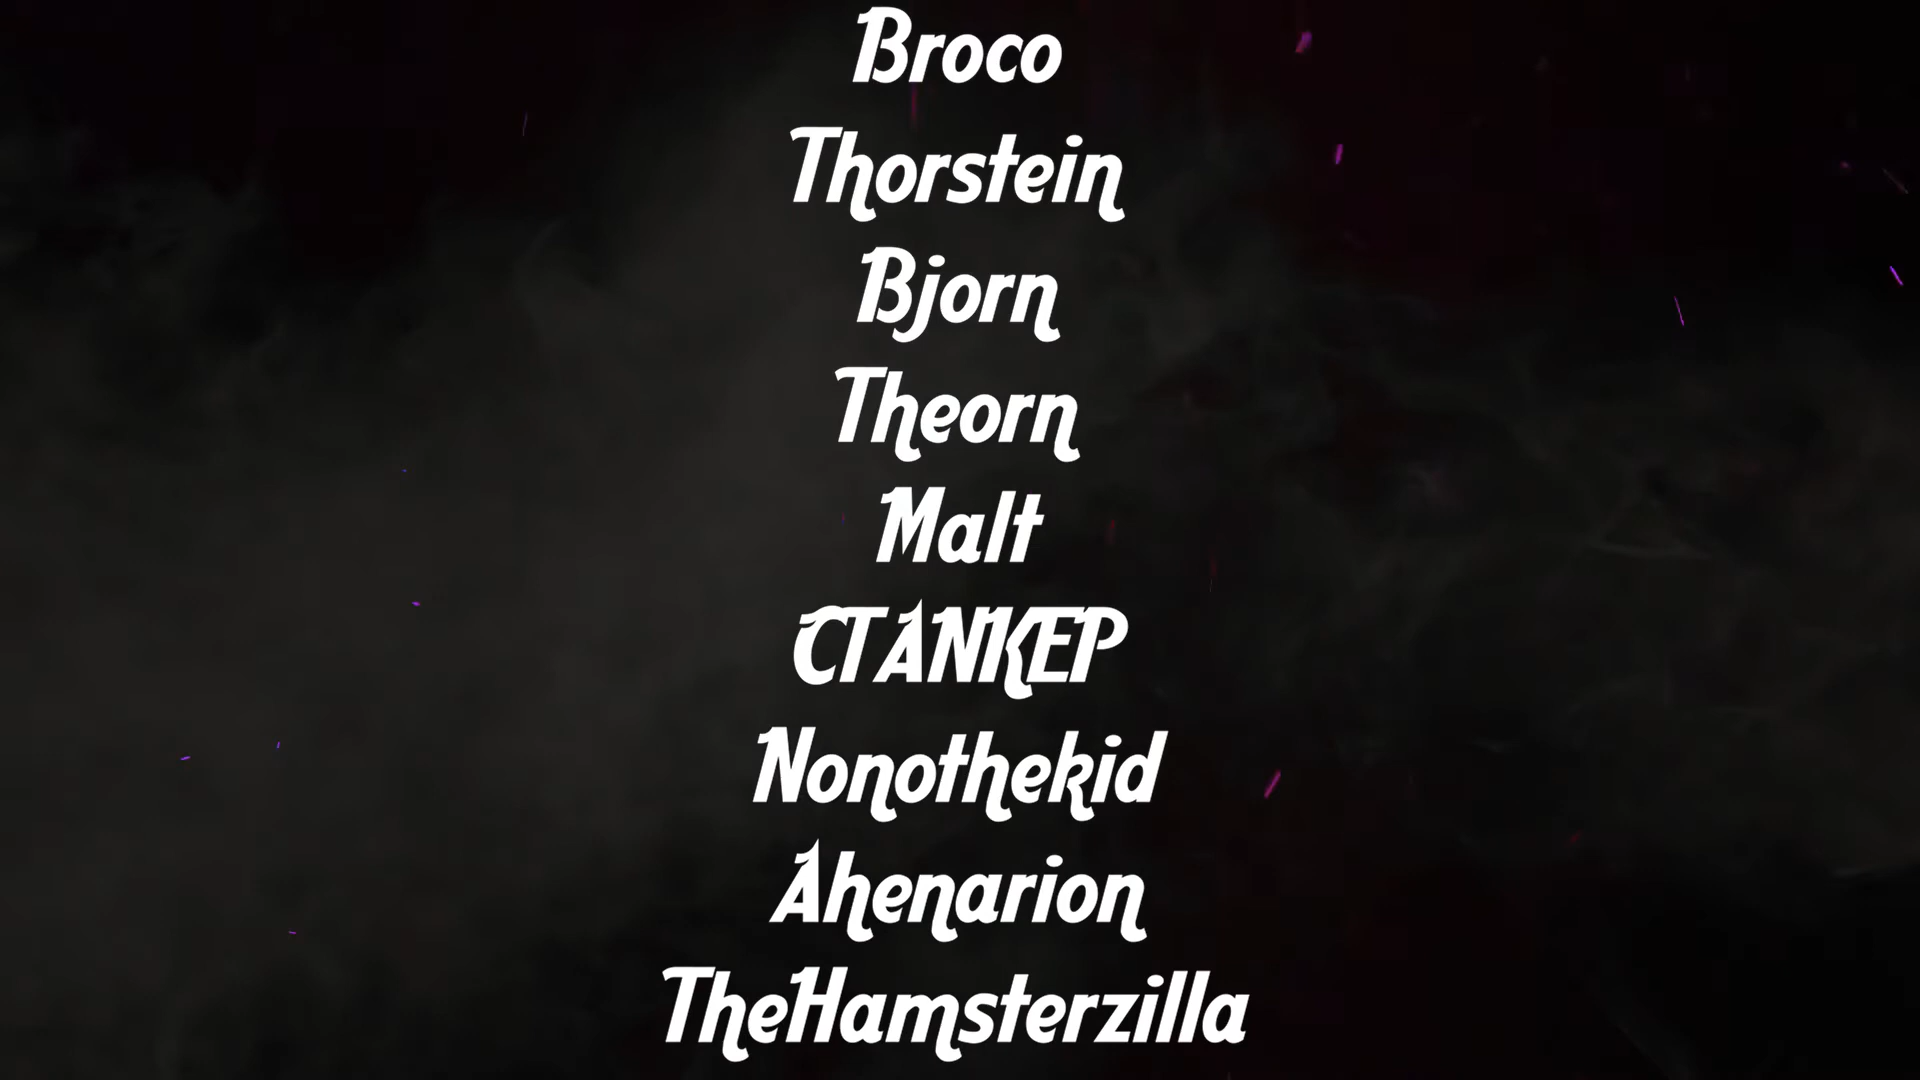 Broco
Thorstein
Bjorn
Theorn
Malt
CTANKEP
Nonothekid
Ahenarion
TheHamsterzilla